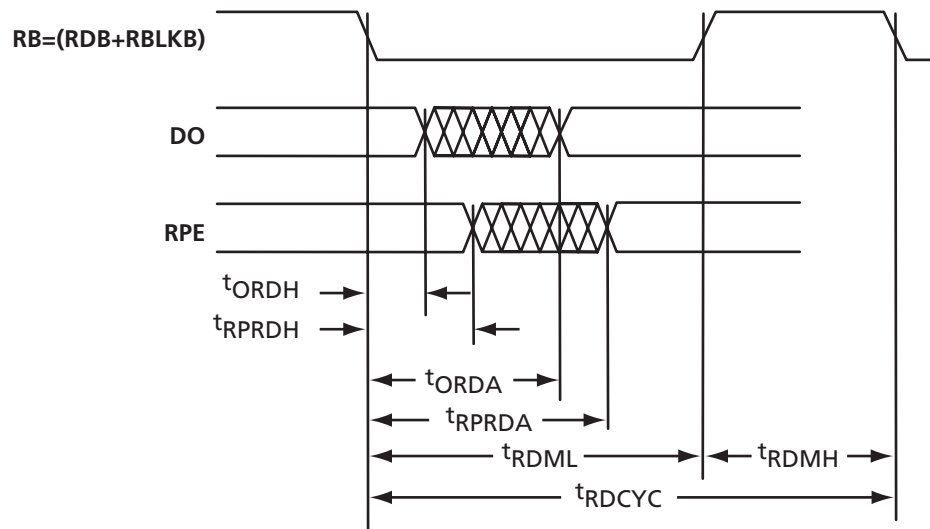 RB=(RDB+RBLKB)
DO
RPE
tORDH
tRPRDH
tORDA
tRPRDA
tRDML
tRDMH
tRDCYC